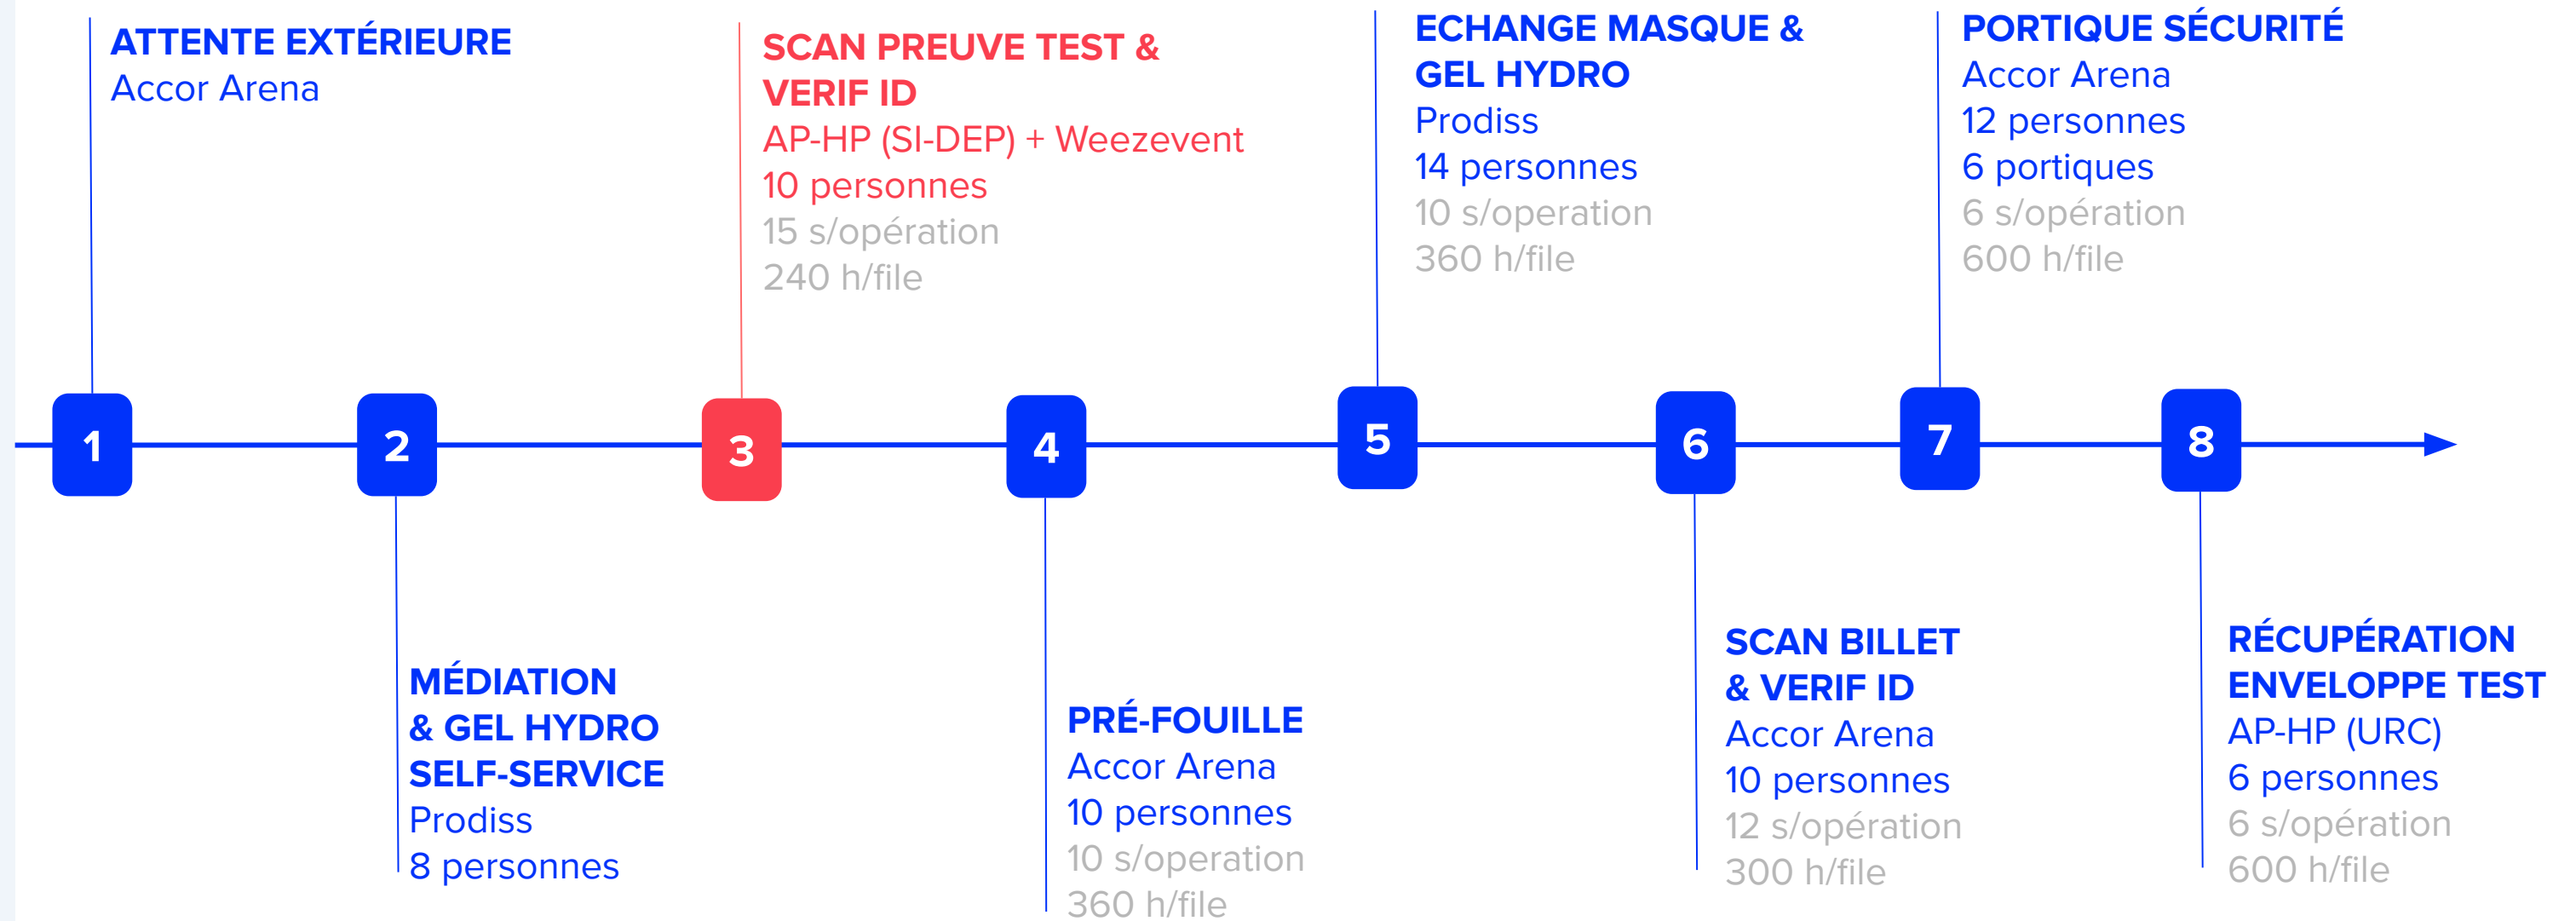 ATTENTE EXTÉRIEURE
Accor Arena
SCAN PREUVE TEST &
VERIF ID
AP-HP (SI-DEP) + Weezevent
10 personnes
15 s/opération
240 h/file
ECHANGE MASQUE &
GEL HYDRO
Prodiss
14 personnes
10 s/operation
360 h/file
PORTIQUE SÉCURITÉ
Accor Arena
12 personnes
6 portiques
6 s/opération
600 h/file
1
2
3
4
5
6
7
8
MÉDIATION
& GEL HYDRO
SELF-SERVICE
Prodiss
8 personnes
PRÉ-FOUILLE
Accor Arena
10 personnes
10 s/operation
360 h/file
SCAN BILLET
& VERIF ID
Accor Arena
10 personnes
12 s/opération
300 h/file
RÉCUPÉRATION
ENVELOPPE TEST
AP-HP (URC)
6 personnes
6 s/opération
600 h/file